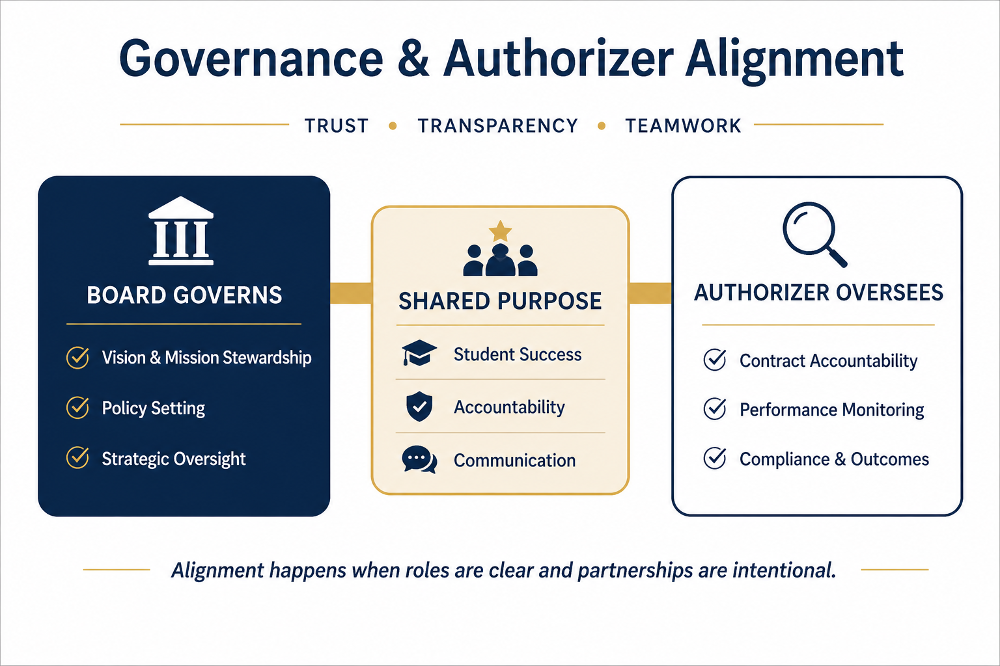 Governance & Authorizer Alignment
TRUST • TRANSPARENCY • TEAMWORK
BOARD GOVERNS
Vision & Mission Stewardship
Policy Setting
Strategic Oversight
SHARED PURPOSE
Student Success
Accountability
Communication
AUTHORIZER OVERSEES
Contract Accountability
Performance Monitoring
Compliance & Outcomes
Alignment happens when roles are clear and partnerships are intentional.